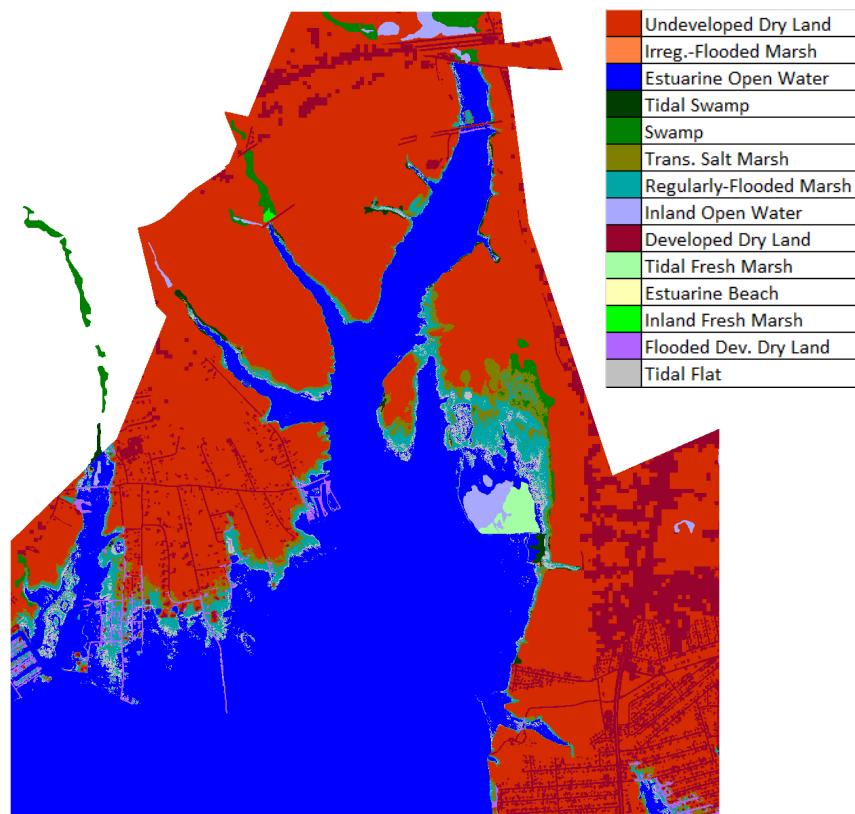 Undeveloped Dry Land
Irreg.-Flooded Marsh
Estuarine Open Water
Tidal Swamp
Swamp
Trans. Salt Marsh
Regularly-Flooded Marsh
Inland Open Water
Developed Dry Land
Tidal Fresh Marsh
Estuarine Beach
Inland Fresh Marsh
Flooded Dev. Dry Land
Tidal Flat